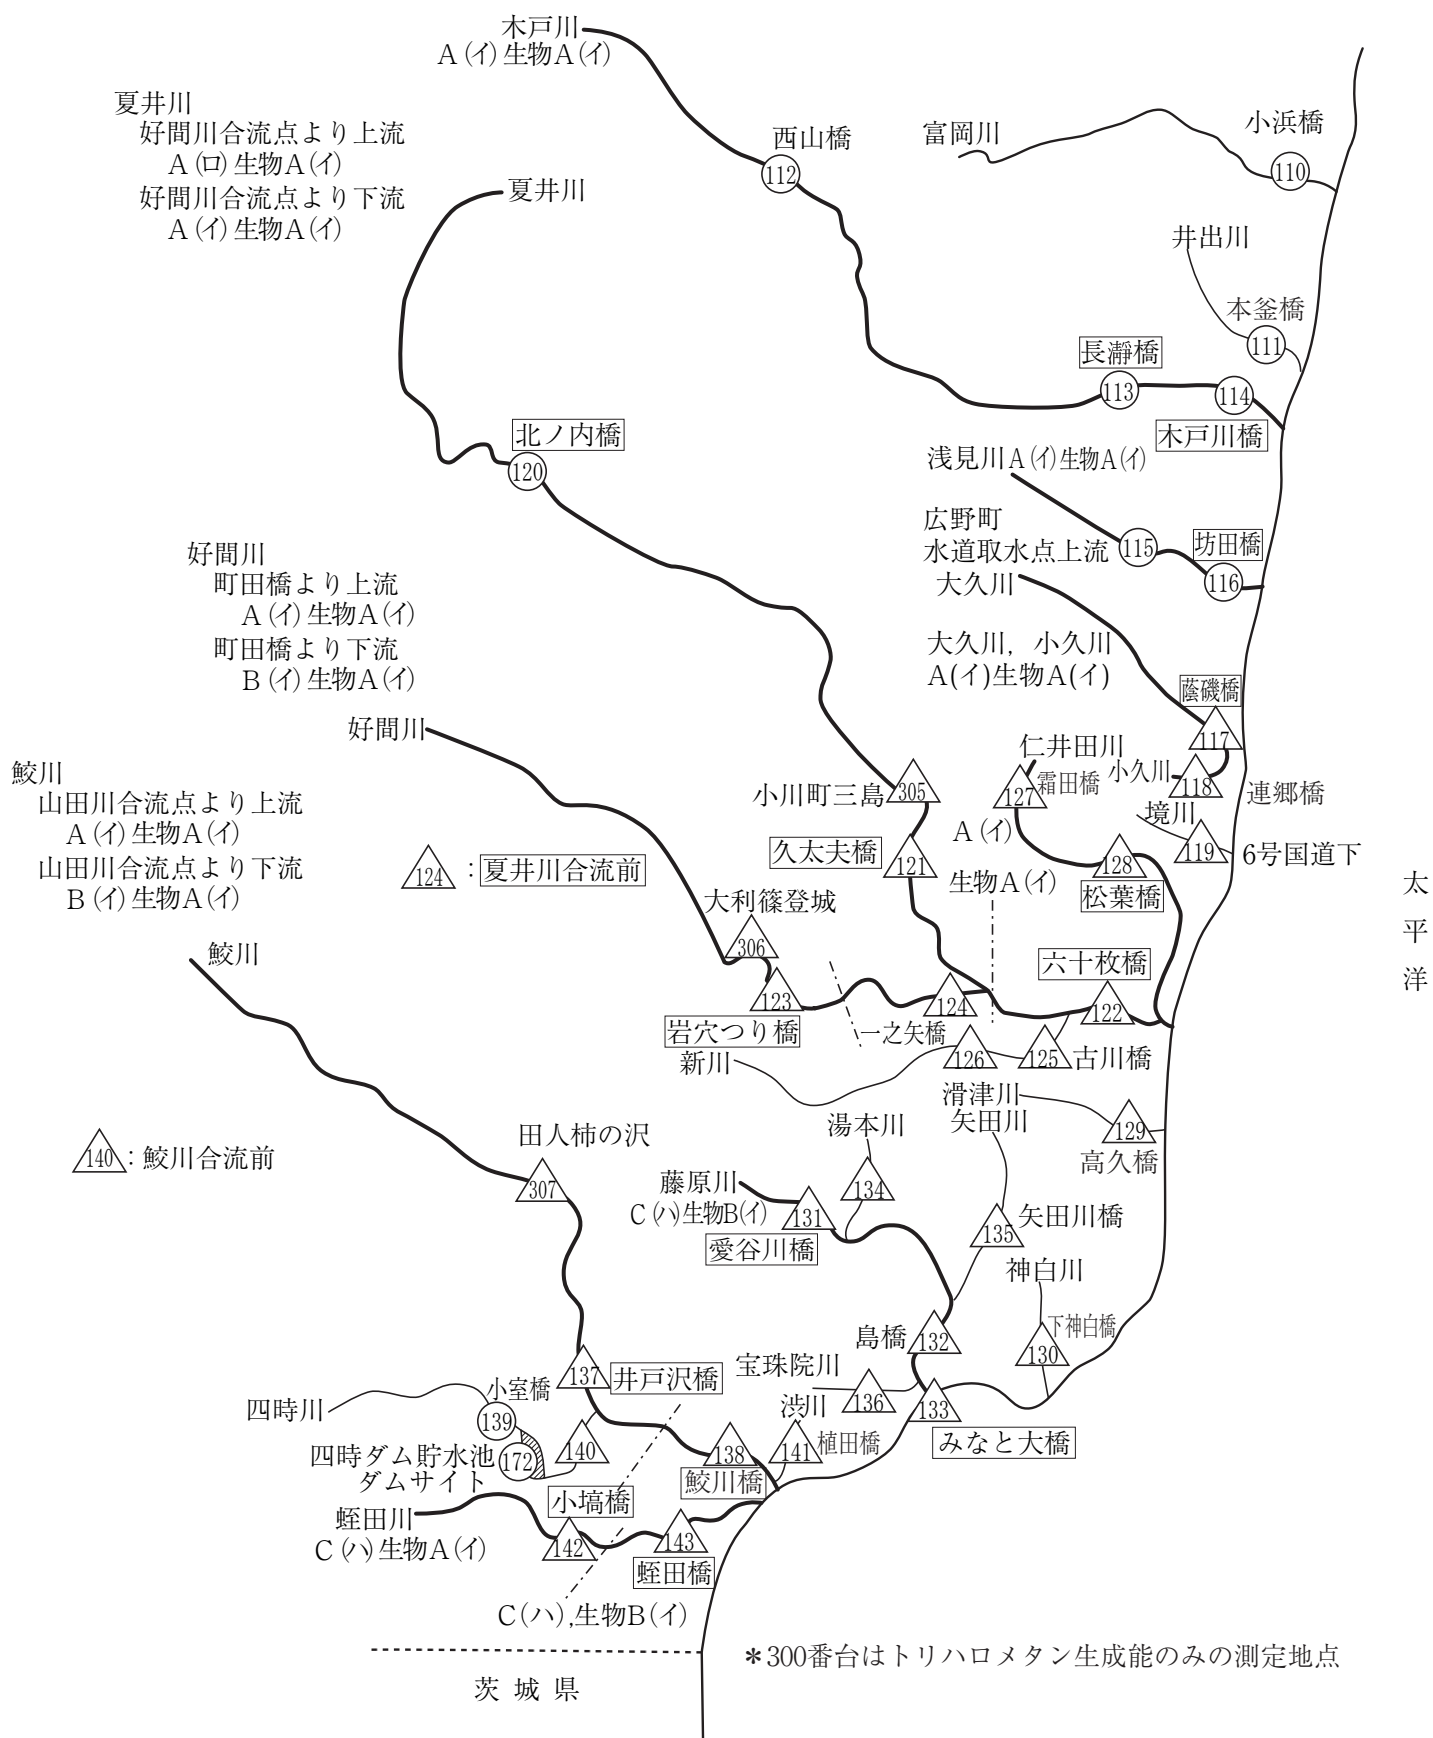 木戸川
A(イ)生物A(イ)
夏井川
好間川合流点より上流
A(ロ)生物A(イ)
好間川合流点より下流
A(イ)生物A(イ)
西山橋
112
富岡川
小浜橋
110
夏井川
井出川
本釜橋
111
長瀞橋
113
114
木戸川橋
北ノ内橋
120
浅見川A(イ)生物A(イ)
広野町
水道取水点上流
115
坊田橋
116
大久川
大久川，小久川
A(イ)生物A(イ)
蔭磯橋
117
好間川
町田橋より上流
A(イ)生物A(イ)
町田橋より下流
B(イ)生物A(イ)
好間川
仁井田川
127
霜田橋
小久川
118
連郷橋
境川
119
6号国道下
小川町三島
305
A(イ)
久太夫橋
121
生物A(イ)
128
松葉橋
太平洋
鮫川
山田川合流点より上流
A(イ)生物A(イ)
山田川合流点より下流
B(イ)生物A(イ)
124：夏井川合流前
大利篠登城
306
鮫川
123
岩穴つり橋
124
一之矢橋
六十枚橋
122
新川
126
125
古川橋
滑津川
矢田川
129
高久橋
湯本川
134
140：鮫川合流前
田人柿の沢
307
藤原川
C(ハ)生物B(イ)
131
愛谷川橋
135
矢田川橋
神白川
下神白橋
130
島橋
132
宝珠院川
136
133
みなと大橋
137
井戸沢橋
四時川
小室橋
139
四時ダム貯水池
ダムサイト
172
140
渋川
141
植田橋
138
鮫川橋
小塙橋
蛭田川
C(ハ)生物A(イ)
142
143
蛭田橋
C(ハ),生物B(イ)
＊300番台はトリハロメタン生成能のみの測定地点
茨城県